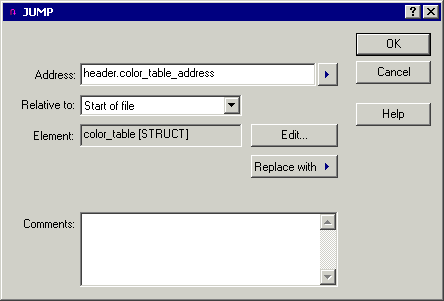 JUMP
OK
Address: header.color_table_address
Cancel
Relative to: Start of file
Help
Element: color_table [STRUCT] Edit...
Replace with
Comments: